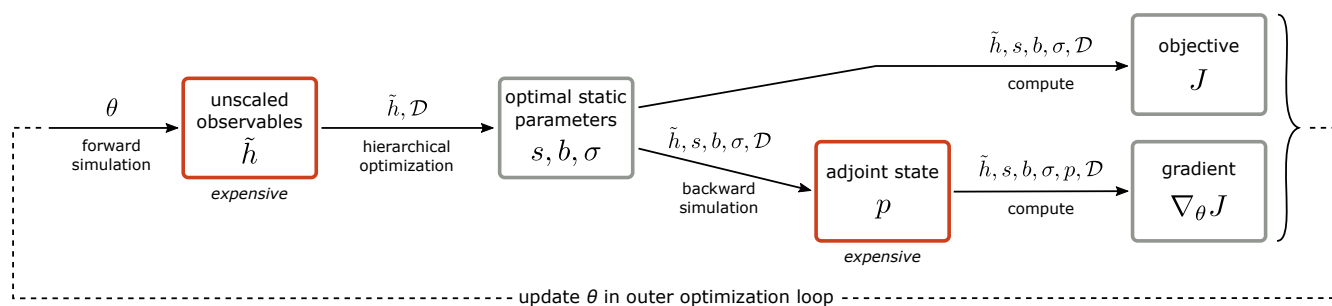 θ
forward
simulation
unscaled
observables
h̃
expensive
h̃, 𝒟
hierarchical
optimization
optimal static
parameters
s, b, σ
h̃, s, b, σ, 𝒟
compute
objective
J
h̃, s, b, σ, 𝒟
backward
simulation
adjoint state
p
expensive
h̃, s, b, σ, p, 𝒟
compute
gradient
∇θJ
update θ in outer optimization loop